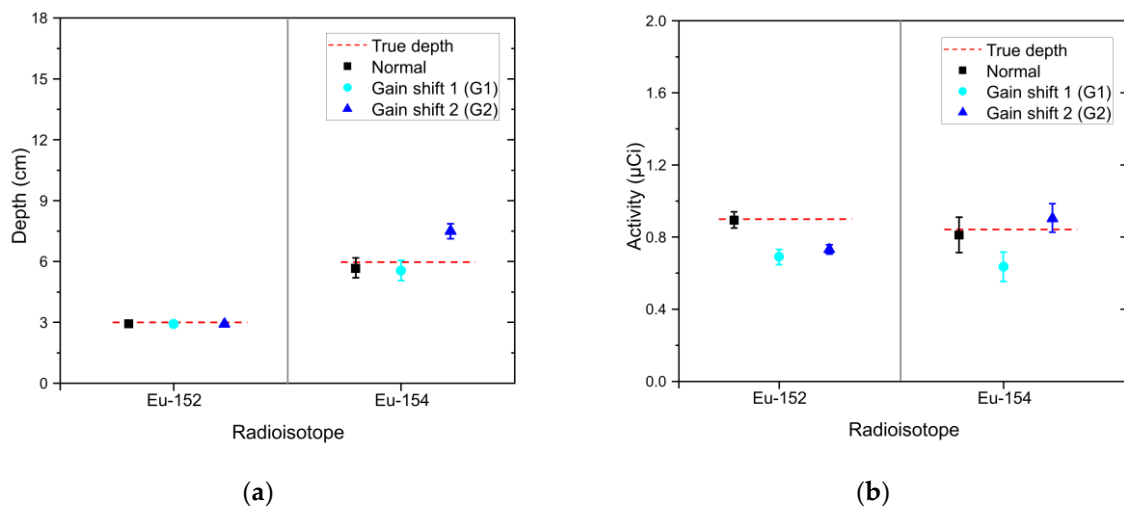 18
15
12
9
6
3
0
Depth (cm)
True depth
Normal
Gain shift 1 (G1)
Gain shift 2 (G2)
Eu-152
Eu-154
Radioisotope
(a)
2.0
1.6
1.2
0.8
0.4
0.0
Activity (μCi)
True depth
Normal
Gain shift 1 (G1)
Gain shift 2 (G2)
Eu-152
Eu-154
Radioisotope
(b)